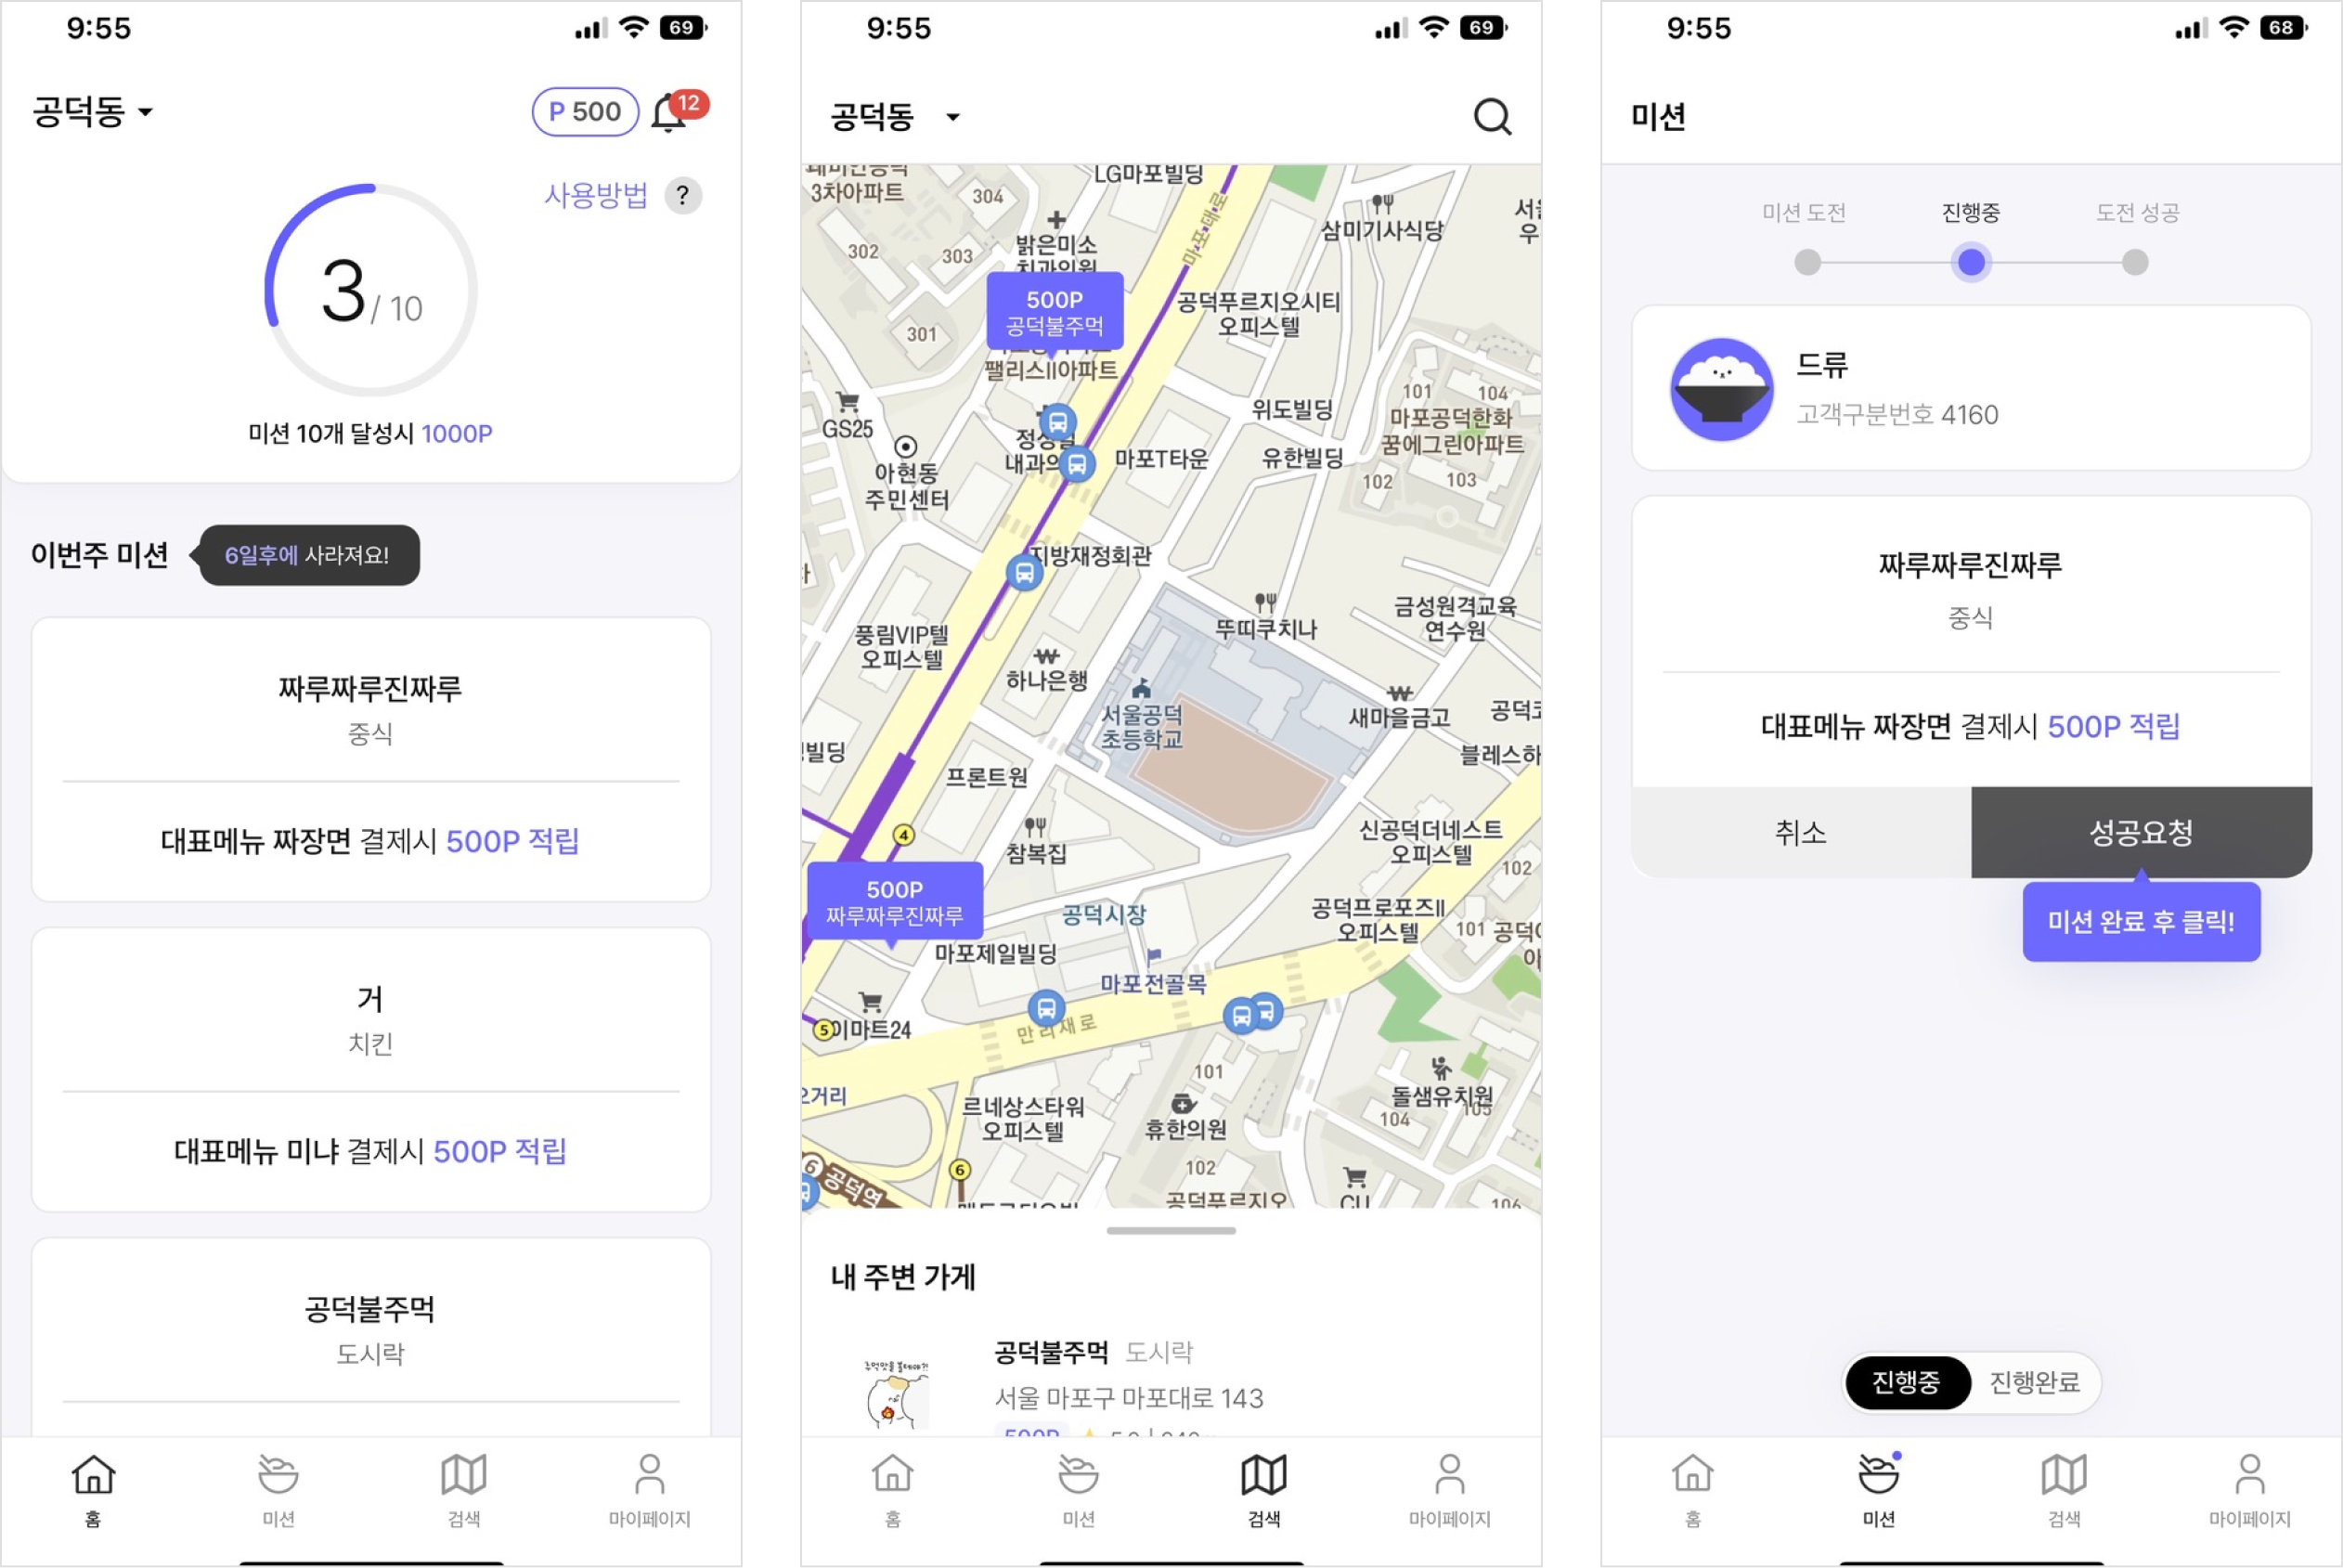 9:55
69
공덕동
P 500
12
사용방법 ?
3 / 10
미션 10개 달성시 1000P
이번주 미션
6일후에 사라져요!
짜루짜루진짜루
중식
대표메뉴 짜장면 결제시 500P 적립
거
치킨
대표메뉴 미냐 결제시 500P 적립
공덕불주먹
도시락
홈
미션
검색
마이페이지
9:55
69
공덕동
3차아파트
LG마포빌딩
304
302
303
301
밝은미소
치과의원
마포대로
삼미기사식당
500P
공덕불주먹
팰리스II아파트
공덕푸르지오시티
오피스텔
GS25
아현동
주민센터
마포T타운
위도빌딩
유한빌딩
101
104
마포공덕한화
꿈에그린아파트
102
103
지방재정회관
풍림VIP텔
오피스텔
하나은행
뚜띠쿠치나
금성원격교육
연수원
서울공덕
초등학교
새마을금고
빌딩
프론트원
4
참복집
신공덕더네스트
오피스텔
102
500P
짜루짜루진짜루
공덕시장
공덕프로포즈II
오피스텔
101
마포제일빌딩
마포전골목
5
이마트24
만리재로
101
르네상스타워
오피스텔
휴한의원
돌샘유치원
104
105
102
6
6 공덕역
공덕푸르지오
CU
106
내 주변 가게
공덕불주먹 도시락
서울 마포구 마포대로 143
500P
홈
미션
검색
마이페이지
9:55
68
미션
미션 도전
진행중
도전 성공
드류
고객구분번호 4160
짜루짜루진짜루
중식
대표메뉴 짜장면 결제시 500P 적립
취소
성공요청
미션 완료 후 클릭!
진행중
진행완료
홈
미션
검색
마이페이지